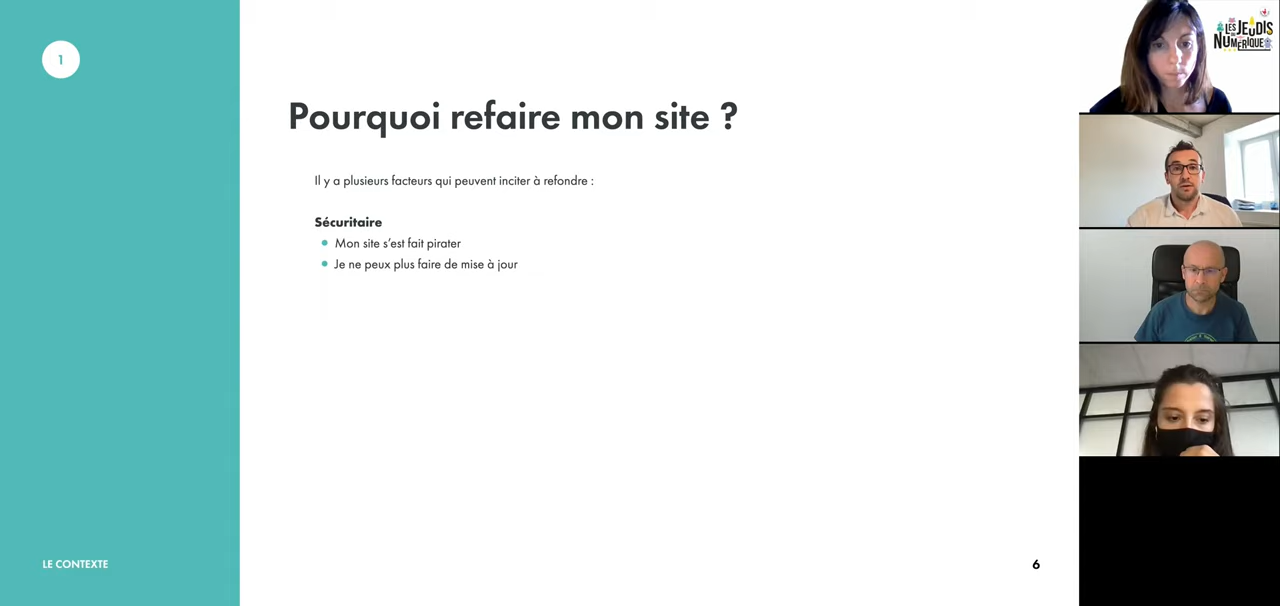 1
Pourquoi refaire mon site ?
Il y a plusieurs facteurs qui peuvent inciter à refondre :
Sécuritaire
Mon site s'est fait pirater
Je ne peux plus faire de mise à jour
LE CONTEXTE
6
LES JEUDIS
NUMÉRIQUE